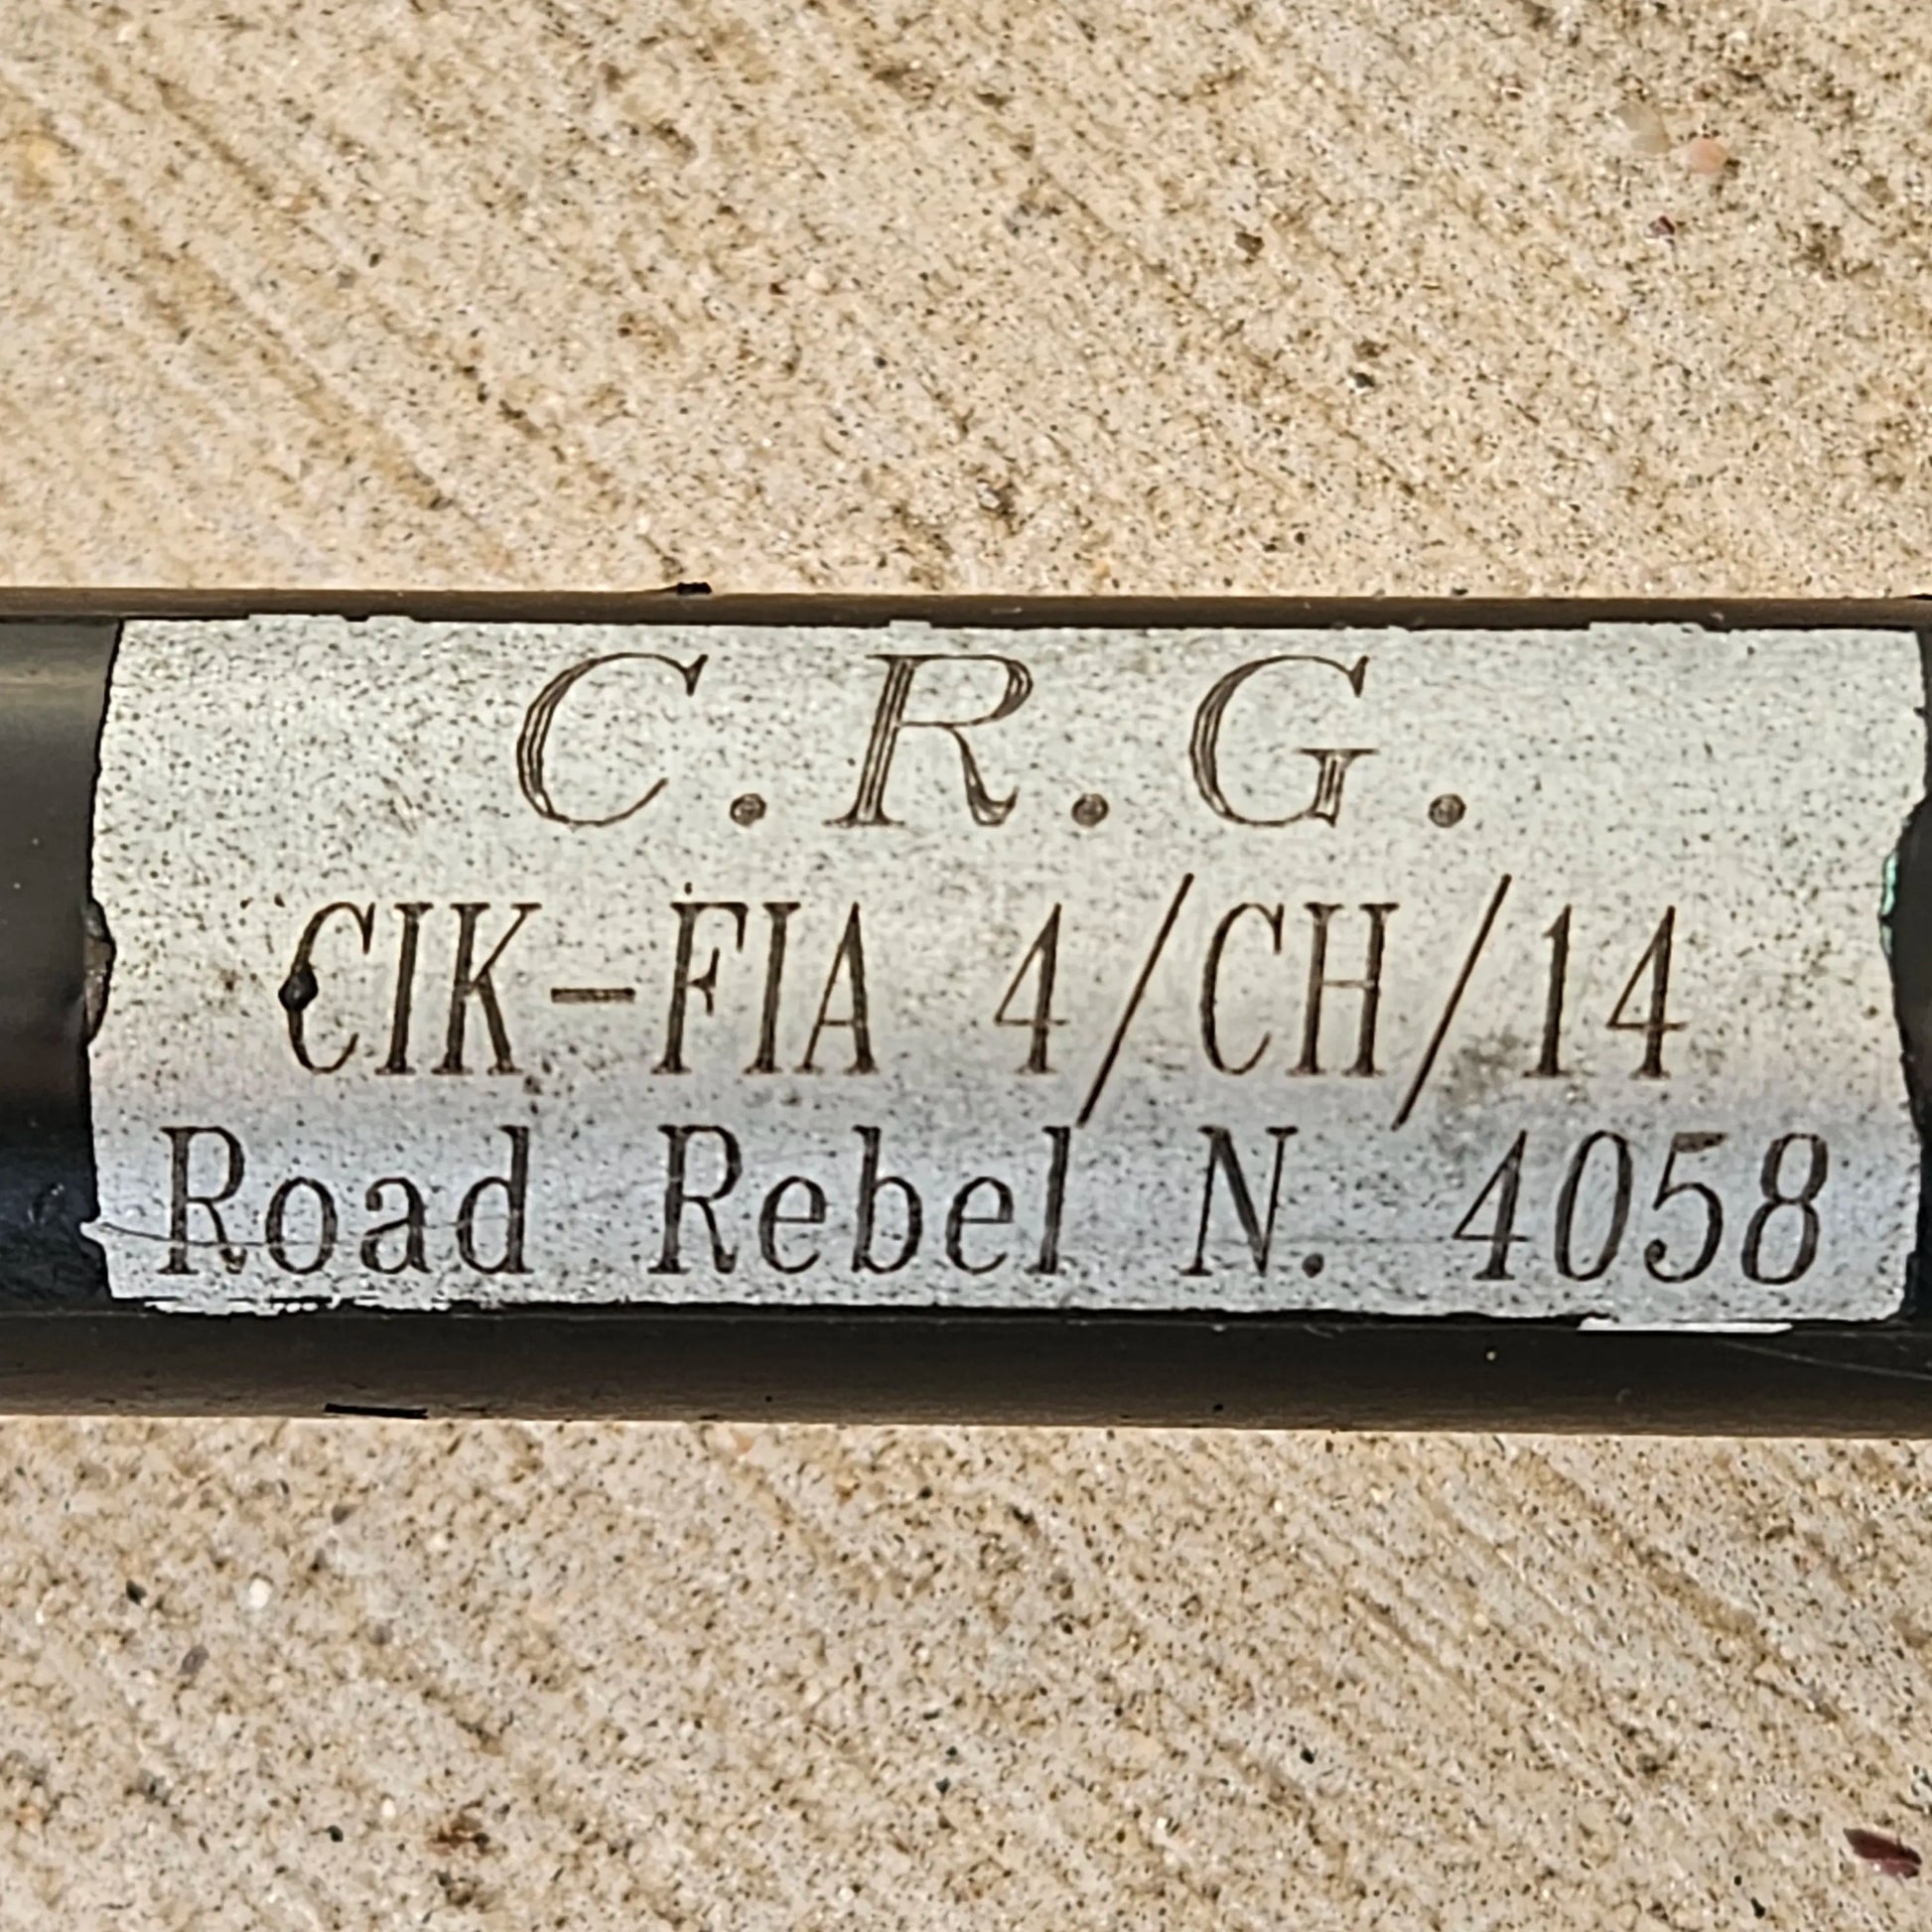 C.R.G.
CIK-FIA 4/CH/14
Road Rebel N. 4058